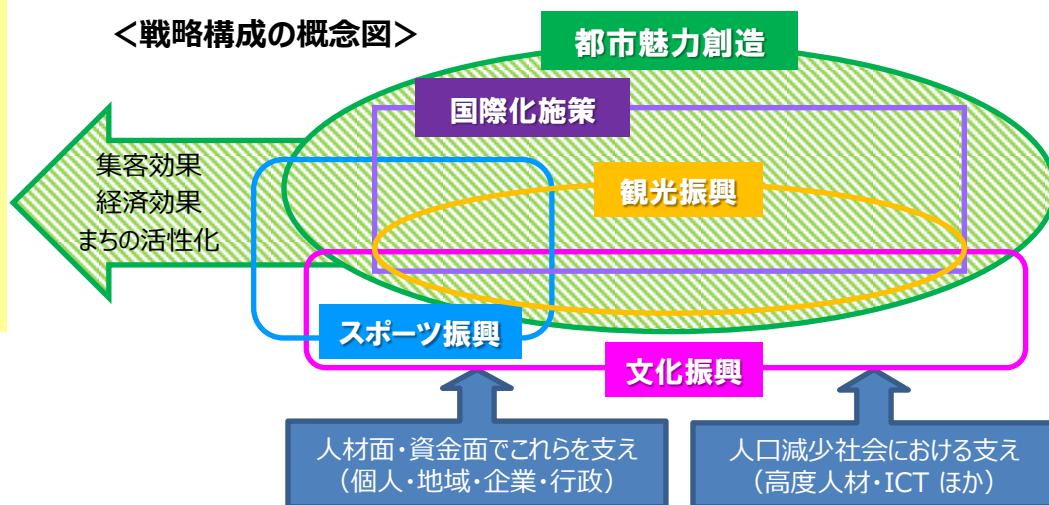 ＜戦略構成の概念図＞
都市魅力創造
国際化施策
集客効果
経済効果
まちの活性化
観光振興
スポーツ振興
文化振興
人材面・資金面でこれらを支え
（個人・地域・企業・行政）
人口減少社会における支え
（高度人材・ICT ほか）